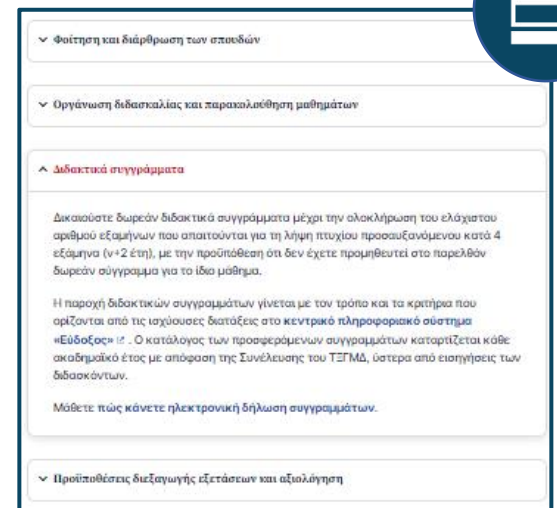 Φοίτηση και διάρθρωση των σπουδών
Οργάνωση διδασκαλίας και παρακολούθηση μαθημάτων
Διδακτικά συγγράμματα
Δικαιούστε δωρεάν διδακτικά συγγράμματα μέχρι την ολοκλήρωση του ελάχιστου
αριθμού εξαμήνων που απαιτούνται για τη λήψη πτυχίου προσαυξανόμενου κατά 4
εξάμηνα (ν+2 έτη), με την προϋπόθεση ότι δεν έχετε προμηθευτεί στο παρελθόν
δωρεάν σύγγραμμα για το ίδιο μάθημα.
Η παροχή διδακτικών συγγραμμάτων γίνεται με τον τρόπο και τα κριτήρια που
ορίζονται από τις ισχύουσες διατάξεις στο κεντρικό πληροφοριακό σύστημα
«Εύδοξος» . Ο κατάλογος των προσφερόμενων συγγραμμάτων καταρτίζεται κάθε
ακαδημαϊκό έτος με απόφαση της Συνέλευσης του ΤΞΓΜΔ, ύστερα από εισηγήσεις των
διδασκόντων.
Μάθετε πώς κάνετε ηλεκτρονική δήλωση συγγραμμάτων.
Προϋποθέσεις διεξαγωγής εξετάσεων και αξιολόγηση